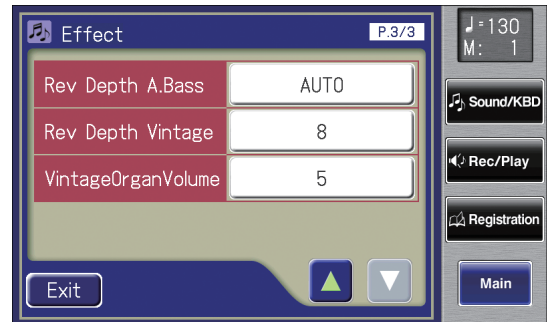 Effect
P.3/3
Rev Depth A.Bass
AUTO
Rev Depth Vintage
8
VintageOrganVolume
5
Exit
♩=130
M: 1
Sound/KBD
Rec/Play
Registration
Main